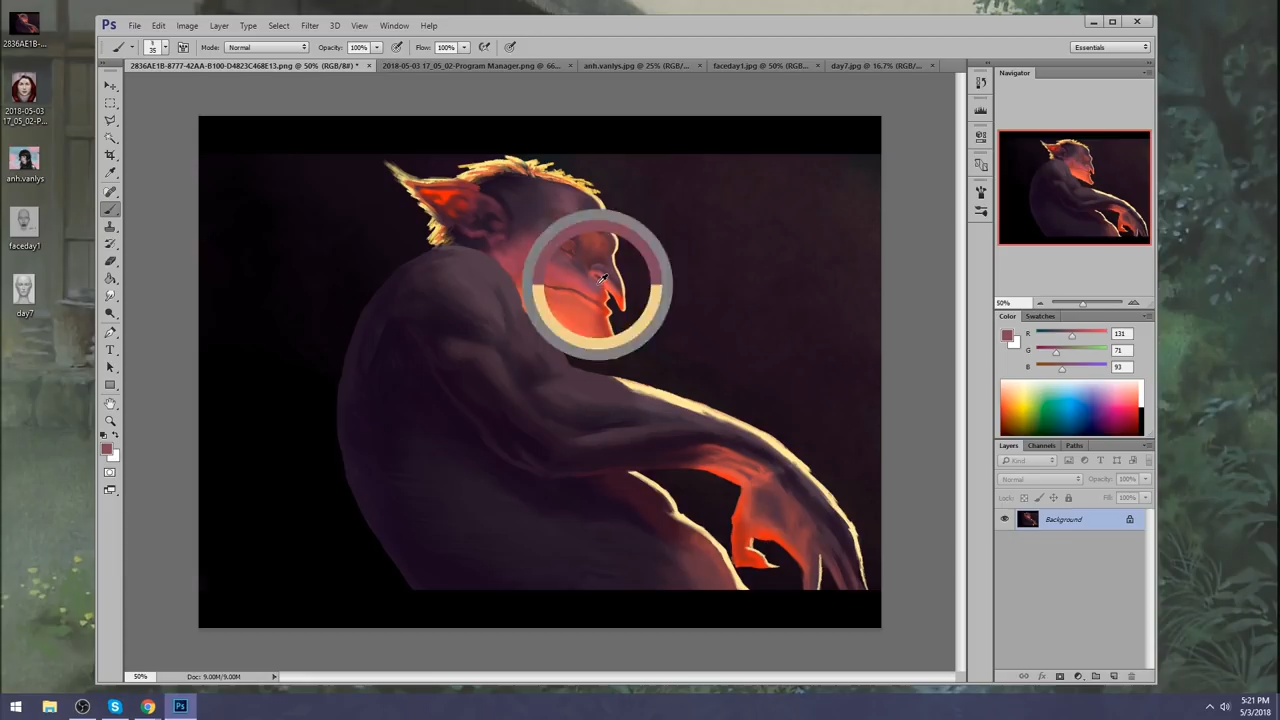 2836AE1B-...
2018-05-03
17_05_02-P...
anh.vanlys
faceday1
day7
Ps File Edit Image Layer Type Select Filter 3D View Window Help
35 Mode: Normal Opacity: 100% Flow: 100% Essentials
2836AE1B-8777-42AA-B100-D4823C468E13.png @ 50% (RGB/8#) * × 2018-05-03 17_05_02-Program Manager.png @ 66... × anh.vanlys.jpg @ 25% (RGB/... × faceday1.jpg @ 50% (RGB/... × day7.jpg @ 16.7% (RGB/... ×
Navigator
50%
Color Swatches
R 131
G 71
B 93
Layers Channels Paths
Kind
Normal Opacity: 100%
Lock: Fill: 100%
Background
50% Doc: 9.00M/9.00M
5:21 PM
5/3/2018